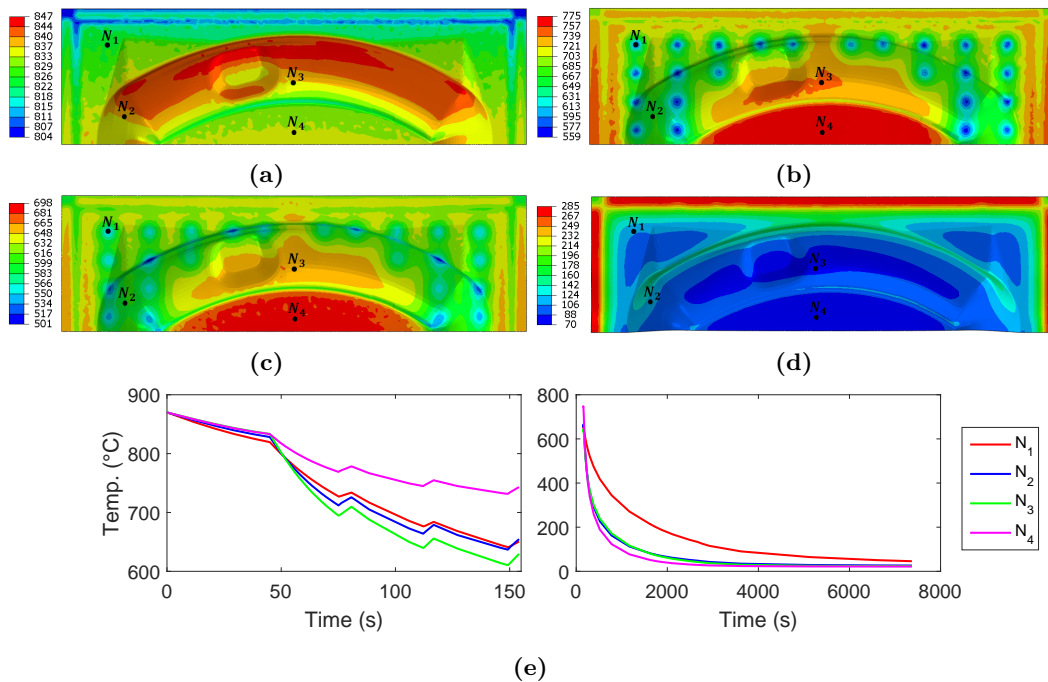 847
844
840
837
833
829
826
822
818
815
811
807
804
N1
N2
N3
N4
(a)
775
757
739
721
703
685
667
649
631
613
595
577
559
N1
N2
N3
N4
(b)
698
681
665
648
632
616
599
583
566
550
534
517
501
N1
N2
N3
N4
(c)
285
267
249
232
214
196
178
160
142
124
106
88
70
N1
N2
N3
N4
(d)
900
800
700
600
Temp. (°C)
0 50 100 150
Time (s)
800
600
400
200
0
0 2000 4000 6000 8000
Time (s)
N1
N2
N3
N4
(e)